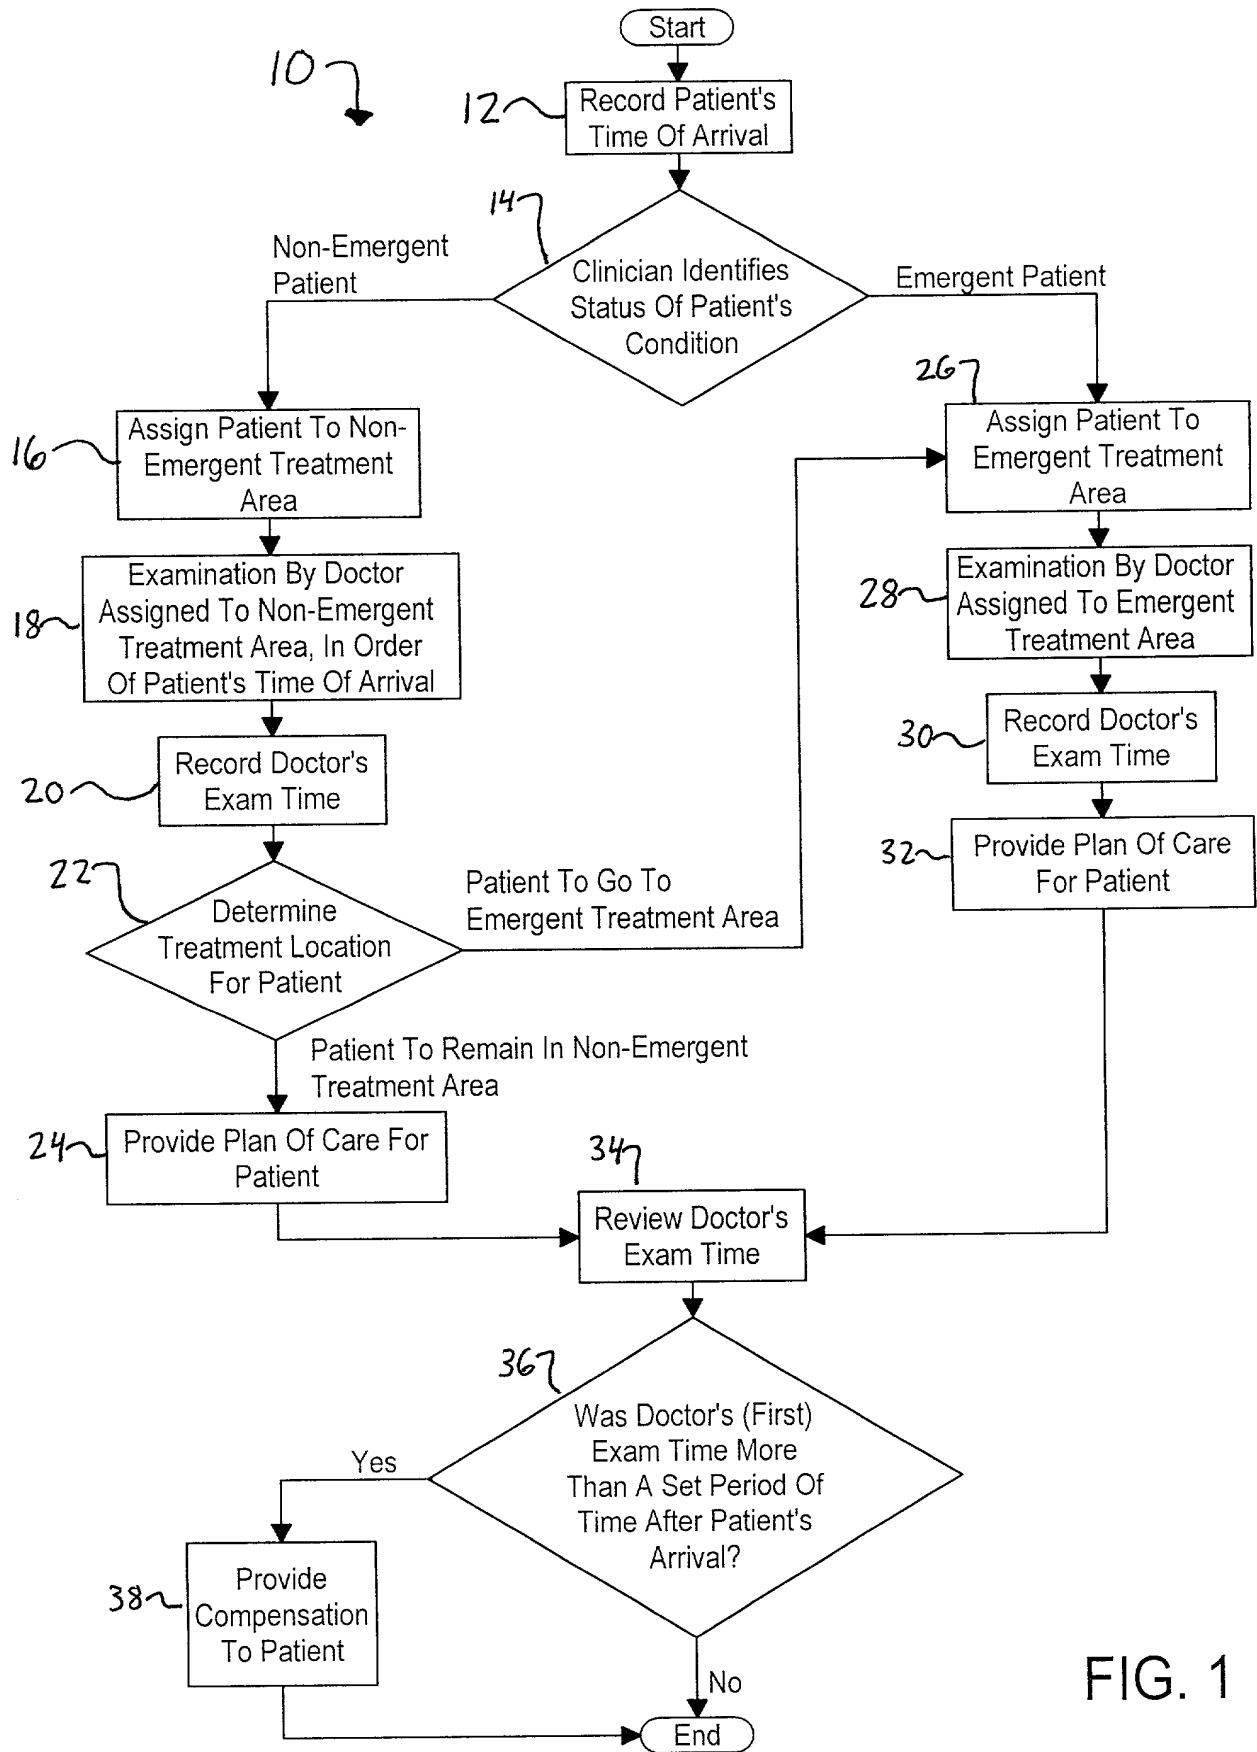 Start
10
12
Record Patient's
Time Of Arrival
14
Non-Emergent
Patient
Clinician Identifies
Status Of Patient's
Condition
Emergent Patient
16
Assign Patient To Non-
Emergent Treatment
Area
26
Assign Patient To
Emergent Treatment
Area
18
Examination By Doctor
Assigned To Non-Emergent
Treatment Area, In Order
Of Patient's Time Of Arrival
28
Examination By Doctor
Assigned To Emergent
Treatment Area
20
Record Doctor's
Exam Time
30
Record Doctor's
Exam Time
22
Determine
Treatment Location
For Patient
Patient To Go To
Emergent Treatment Area
32
Provide Plan Of Care
For Patient
Patient To Remain In Non-Emergent
Treatment Area
24
Provide Plan Of Care For
Patient
34
Review Doctor's
Exam Time
36
Was Doctor's (First)
Exam Time More
Than A Set Period Of
Time After Patient's
Arrival?
Yes
38
Provide
Compensation
To Patient
No
End
FIG. 1